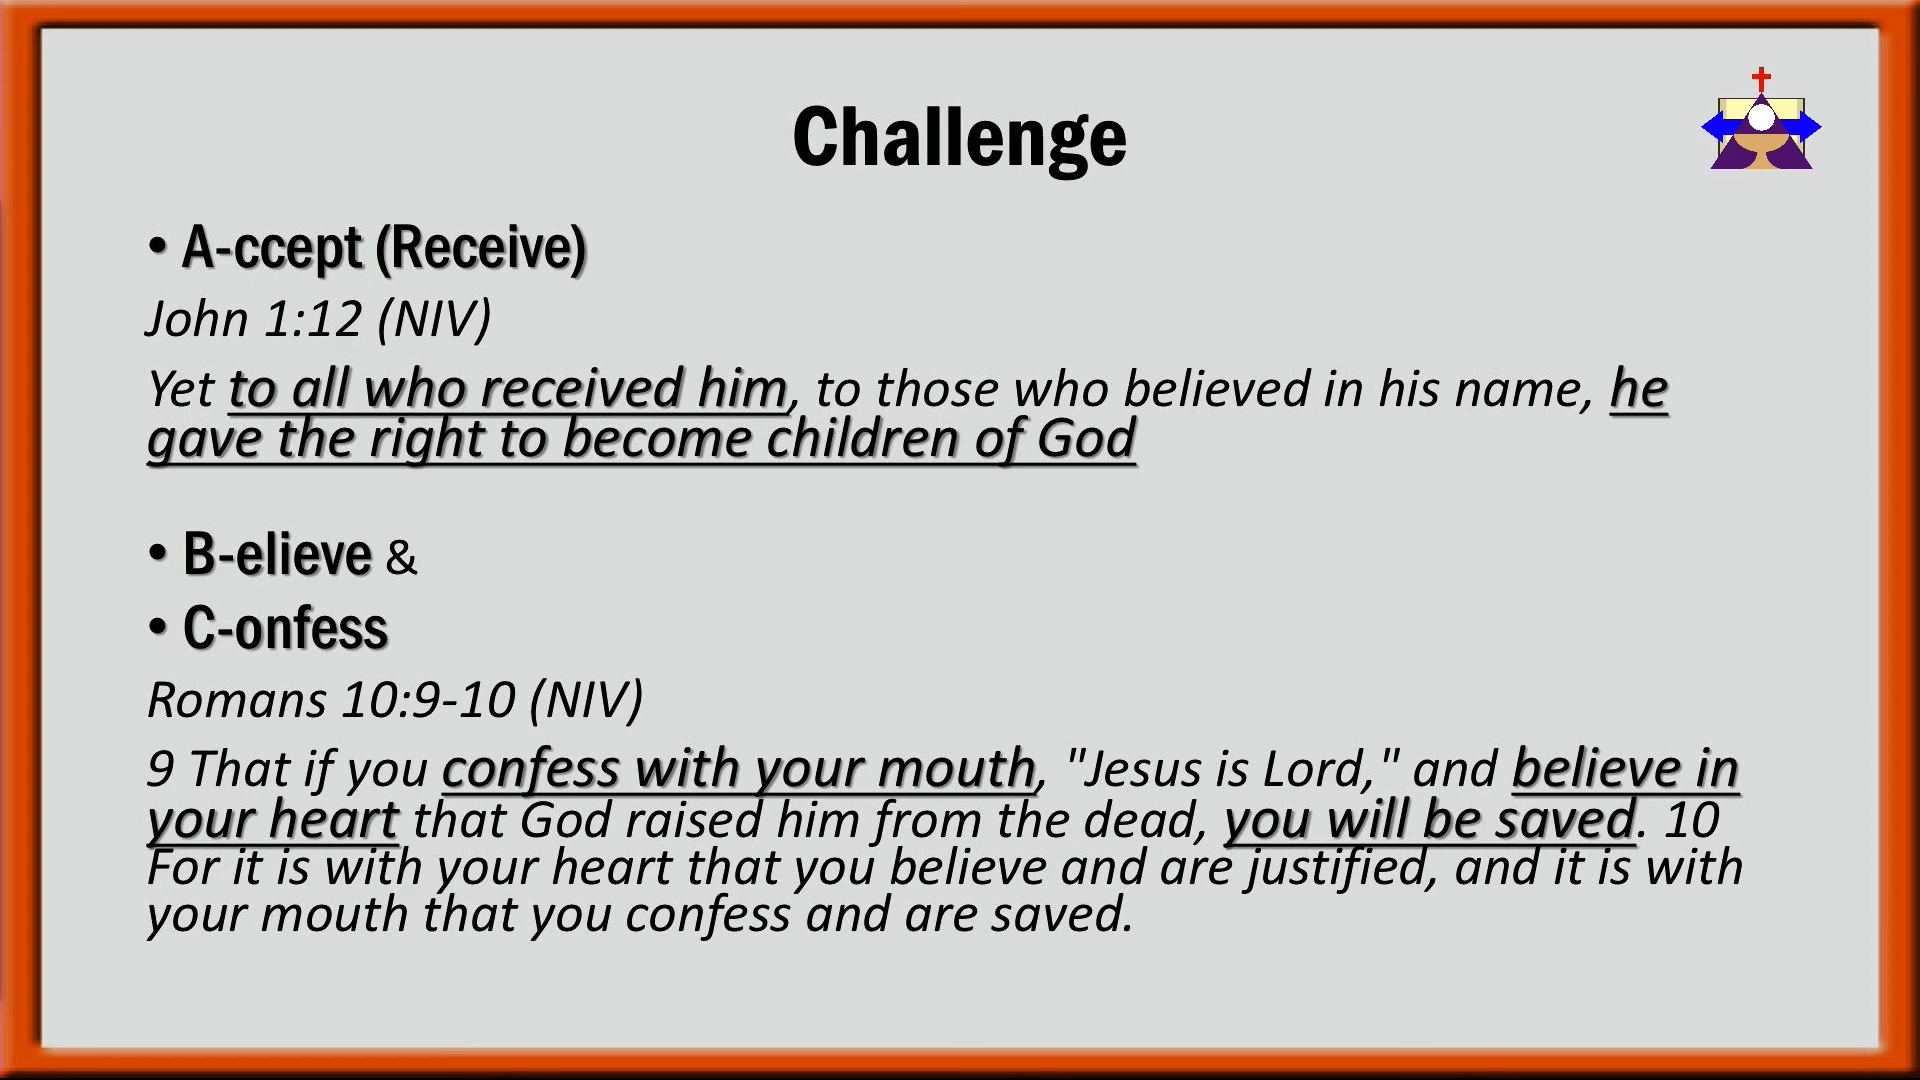 Challenge
• A-ccept (Receive)
John 1:12 (NIV)
Yet to all who received him, to those who believed in his name, he
gave the right to become children of God
• B-elieve &
• C-onfess
Romans 10:9-10 (NIV)
9 That if you confess with your mouth, "Jesus is Lord," and believe in
your heart that God raised him from the dead, you will be saved. 10
For it is with your heart that you believe and are justified, and it is with
your mouth that you confess and are saved.